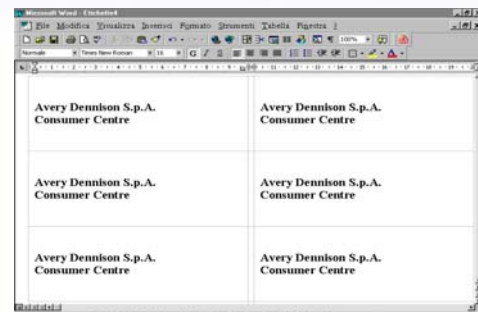 Microsoft Word - Etichette4
File Modifica Visualizza Inserisci Formato Strumenti Tabella Finestra ?
Normale Times New Roman 16 G
100%
Avery Dennison S.p.A. Avery Dennison S.p.A.
Consumer Centre Consumer Centre
Avery Dennison S.p.A. Avery Dennison S.p.A.
Consumer Centre Consumer Centre
Avery Dennison S.p.A. Avery Dennison S.p.A.
Consumer Centre Consumer Centre